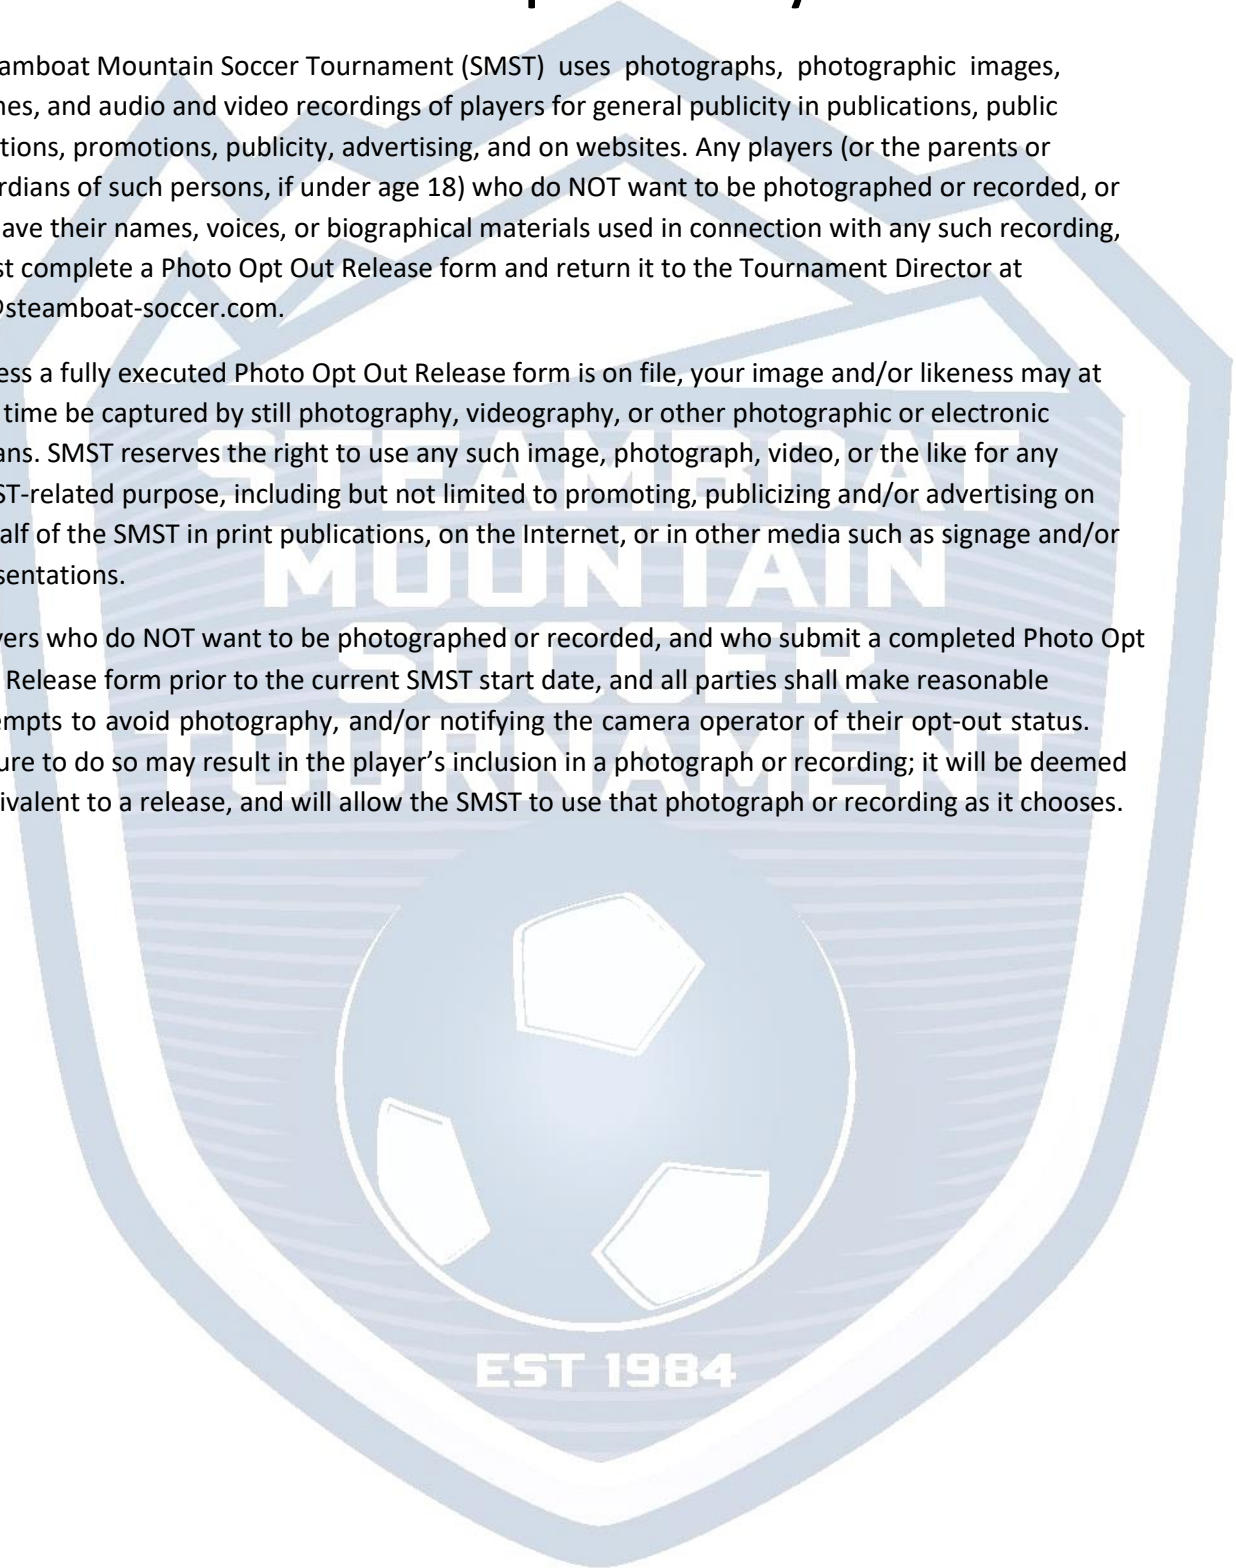 amboat Mountain Soccer Tournament (SMST) uses photographs, photographic images,
nes, and audio and video recordings of players for general publicity in publications, public
tions, promotions, publicity, advertising, and on websites. Any players (or the parents or
rdians of such persons, if under age 18) who do NOT want to be photographed or recorded, or
ave their names, voices, or biographical materials used in connection with any such recording,
st complete a Photo Opt Out Release form and return it to the Tournament Director at
@steamboat-soccer.com.
ess a fully executed Photo Opt Out Release form is on file, your image and/or likeness may at
time be captured by still photography, videography, or other photographic or electronic
ans. SMST reserves the right to use any such image, photograph, video, or the like for any
ST-related purpose, including but not limited to promoting, publicizing and/or advertising on
alf of the SMST in print publications, on the Internet, or in other media such as signage and/or
sentations.
yers who do NOT want to be photographed or recorded, and who submit a completed Photo Opt
Release form prior to the current SMST start date, and all parties shall make reasonable
empts to avoid photography, and/or notifying the camera operator of their opt-out status.
ure to do so may result in the player’s inclusion in a photograph or recording; it will be deemed
ivalent to a release, and will allow the SMST to use that photograph or recording as it chooses.
STEAMBOAT
MOUNTAIN
SOCCER
TOURNAMENT
EST 1984